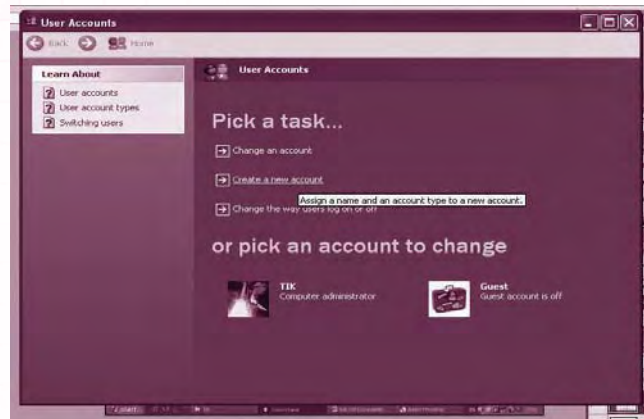 User Accounts
Back Home
Learn About
User accounts
User account types
Switching users
User Accounts
Pick a task...
Change an account
Create a new account
Assign a name and an account type to a new account.
Change the way users log on or off
or pick an account to change
TIK
Computer administrator
Guest
Guest account is off
start